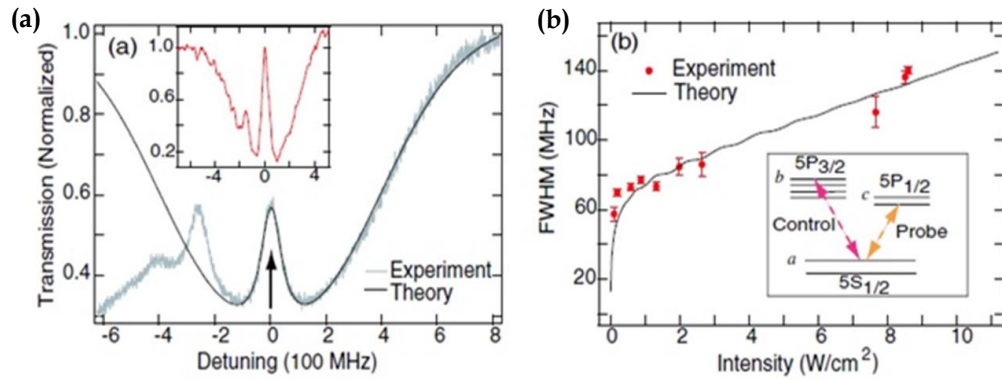 (a)
(a)
1.0
0.8
0.6
0.4
Transmission (Normalized)
1.0
0.6
0.2
-4
0
4
Experiment
Theory
-6
-4
-2
0
2
4
6
8
Detuning (100 MHz)
(b)
(b)
140
100
60
20
FWHM (MHz)
Experiment
Theory
5P3/2
b
5P1/2
c
Control
Probe
a
5S1/2
0
2
4
6
8
10
Intensity (W/cm²)